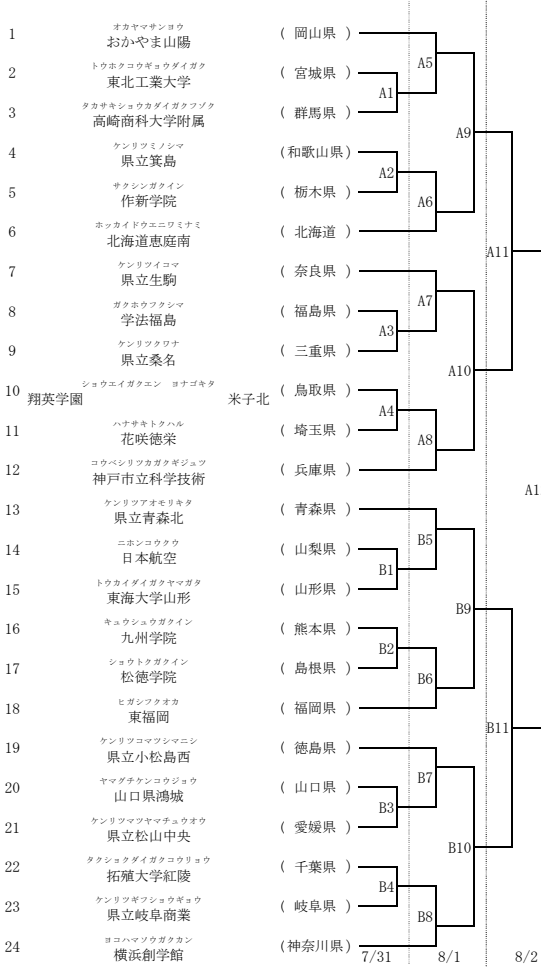 オカヤマサンヨウ
1 おかやま山陽 ( 岡山県 )
トウホクコウギョウダイガク
2 東北工業大学 ( 宮城県 )
タカサキショウカダイガクフゾク
3 高崎商科大学附属 ( 群馬県 )
ケンリツミノシマ
4 県立箕島 (和歌山県)
サクシンガクイン
5 作新学院 ( 栃木県 )
ホッカイドウエニワミナミ
6 北海道恵庭南 ( 北海道 )
ケンリツイコマ
7 県立生駒 ( 奈良県 )
ガクホウフクシマ
8 学法福島 ( 福島県 )
ケンリツクワナ
9 県立桑名 ( 三重県 )
ショウエイガクエン ヨナゴキタ
10 翔英学園 米子北 ( 鳥取県 )
ハナサキトクハル
11 花咲徳栄 ( 埼玉県 )
コウベシリツカガクギジュツ
12 神戸市立科学技術 ( 兵庫県 )
ケンリツアオモリキタ
13 県立青森北 ( 青森県 )
ニホンコウクウ
14 日本航空 ( 山梨県 )
トウカイダイガクヤマガタ
15 東海大学山形 ( 山形県 )
キュウシュウガクイン
16 九州学院 ( 熊本県 )
ショウトクガクイン
17 松徳学院 ( 島根県 )
ヒガシフクオカ
18 東福岡 ( 福岡県 )
ケンリツコマツシマニシ
19 県立小松島西 ( 徳島県 )
ヤマグチケンコウジョウ
20 山口県鴻城 ( 山口県 )
ケンリツマツヤマチュウオウ
21 県立松山中央 ( 愛媛県 )
タクショクダイガクコウリョウ
22 拓殖大学紅陵 ( 千葉県 )
ケンリツギフショウギョウ
23 県立岐阜商業 ( 岐阜県 )
ヨコハマソウガクカン
24 横浜創学館 (神奈川県)
A1
A2
A3
A4
B1
B2
B3
B4
A5
A6
A7
A8
B5
B6
B7
B8
A9
A10
B9
B10
A11
B11
A1
7/31 8/1 8/2